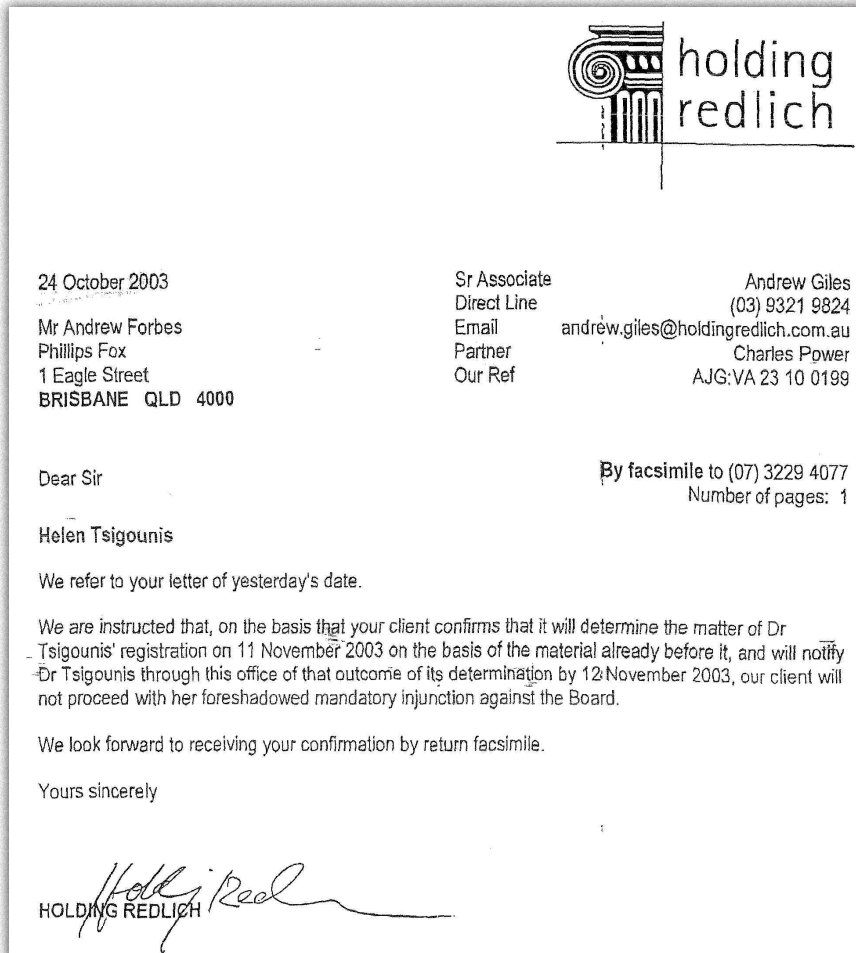 holding
redlich
24 October 2003
Mr Andrew Forbes
Phillips Fox
1 Eagle Street
BRISBANE QLD 4000
Sr Associate Andrew Giles
Direct Line (03) 9321 9824
Email andrew.giles@holdingredlich.com.au
Partner Charles Power
Our Ref AJG:VA 23 10 0199
Dear Sir
By facsimile to (07) 3229 4077
Number of pages: 1
Helen Tsigounis
We refer to your letter of yesterday's date.
We are instructed that, on the basis that your client confirms that it will determine the matter of Dr
Tsigounis' registration on 11 November 2003 on the basis of the material already before it, and will notify
Dr Tsigounis through this office of that outcome of its determination by 12 November 2003, our client will
not proceed with her foreshadowed mandatory injunction against the Board.
We look forward to receiving your confirmation by return facsimile.
Yours sincerely
Holding Redlich
HOLDING REDLICH